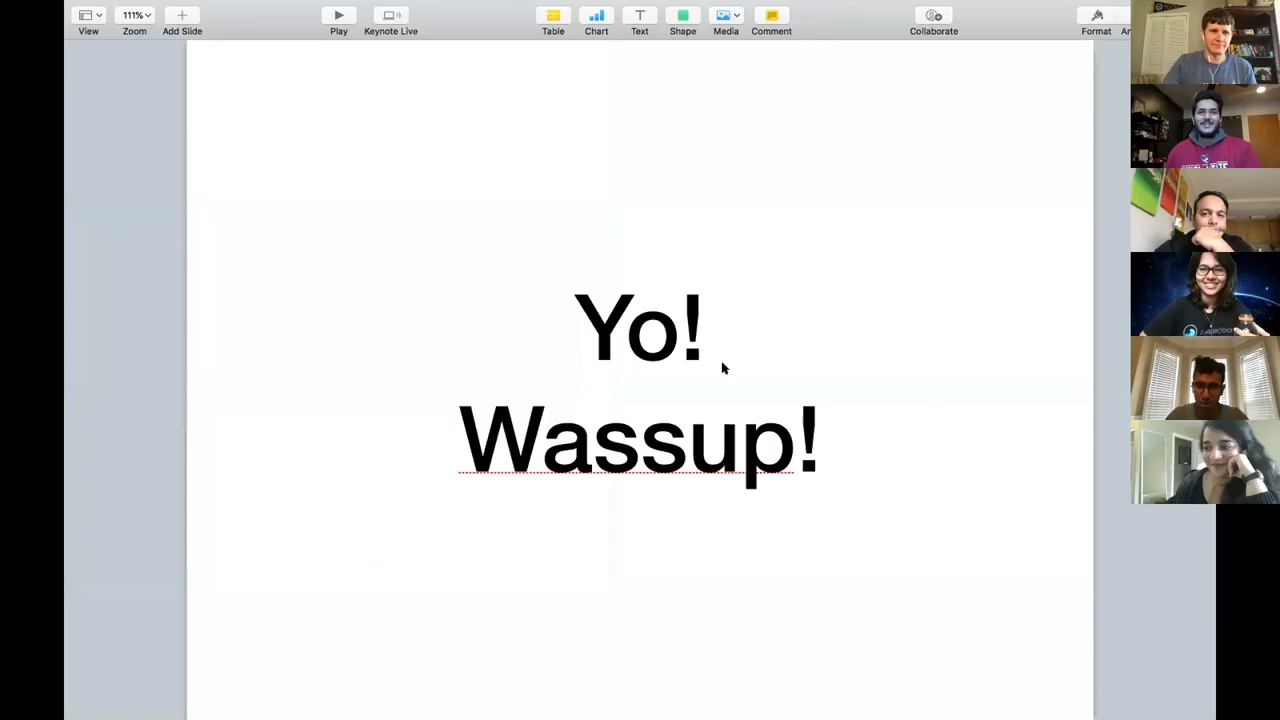 111%
View
Zoom
Add Slide
Play
Keynote Live
Table
Chart
Text
Shape
Media
Comment
Collaborate
Format
Yo!
Wassup!